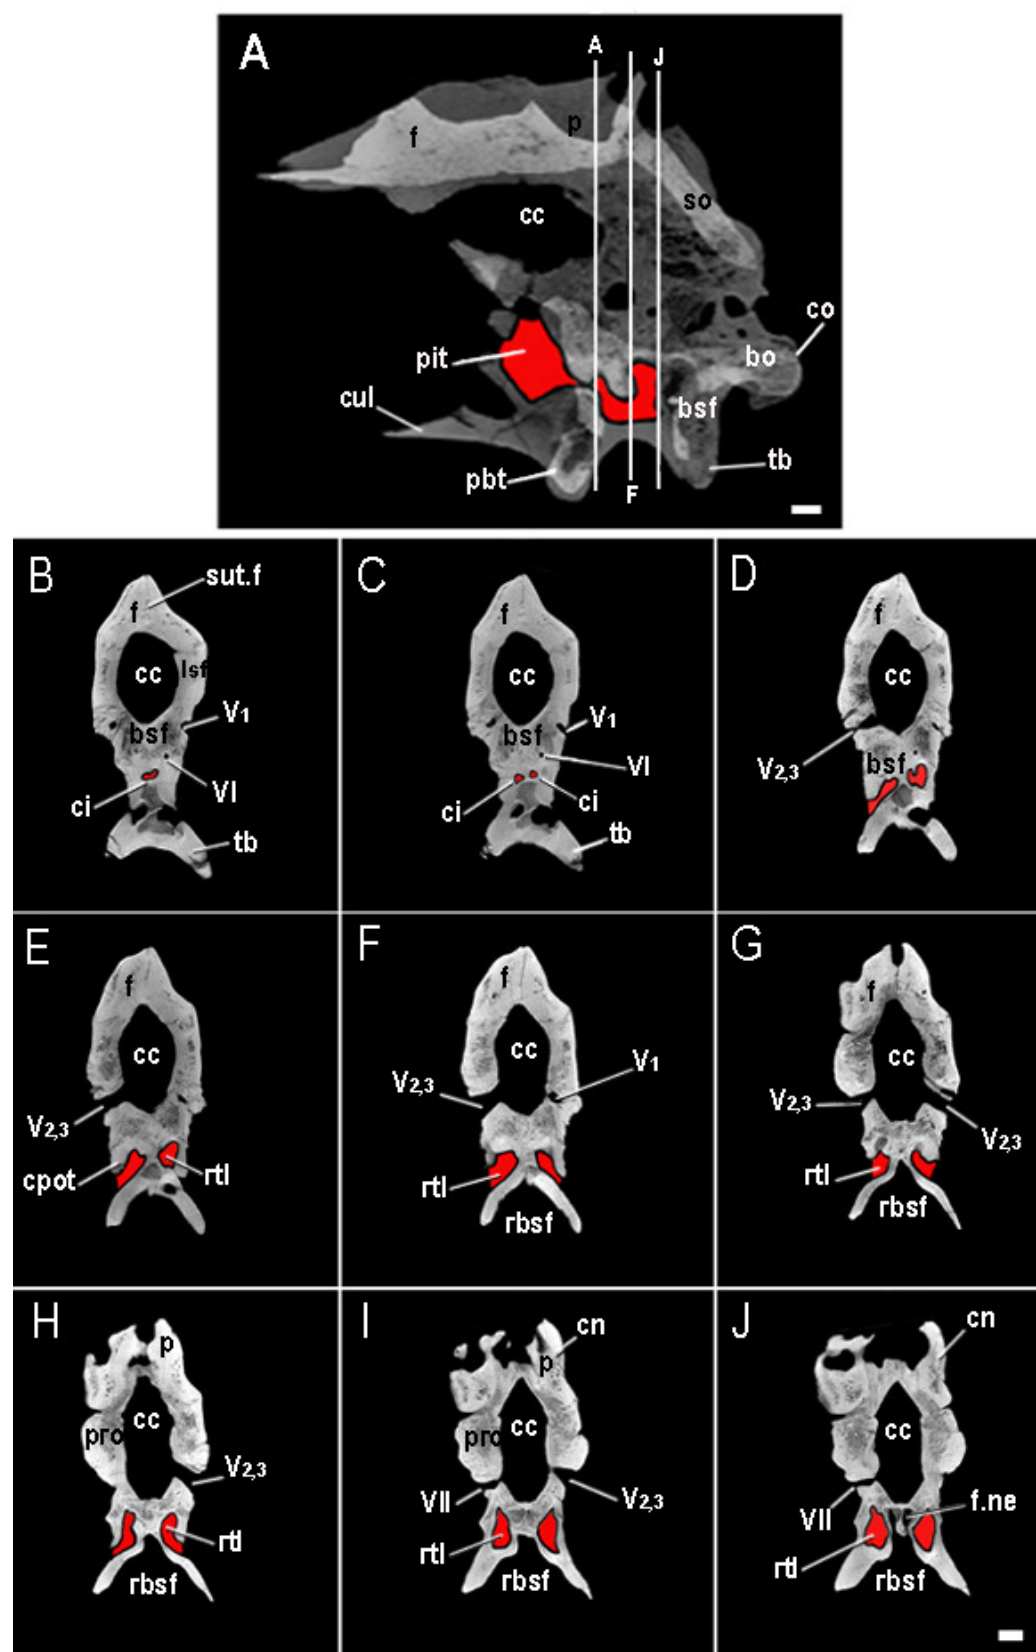 A
A
J
f
p
so
cc
co
pit
bo
cul
bsf
pbt
tb
F
B
sut.f
f
cc
lsf
V1
bsf
VI
ci
tb
C
f
cc
V1
bsf
VI
ci
ci
tb
D
f
cc
V2,3
bsf
E
f
cc
V2,3
cpot
rtl
F
f
cc
V1
V2,3
rtl
rbsf
G
f
cc
V2,3
V2,3
rtl
rbsf
H
p
cc
pro
V2,3
rtl
rbsf
I
cn
p
cc
pro
VII
V2,3
rtl
rbsf
J
cn
cc
f.ne
VII
rtl
rbsf